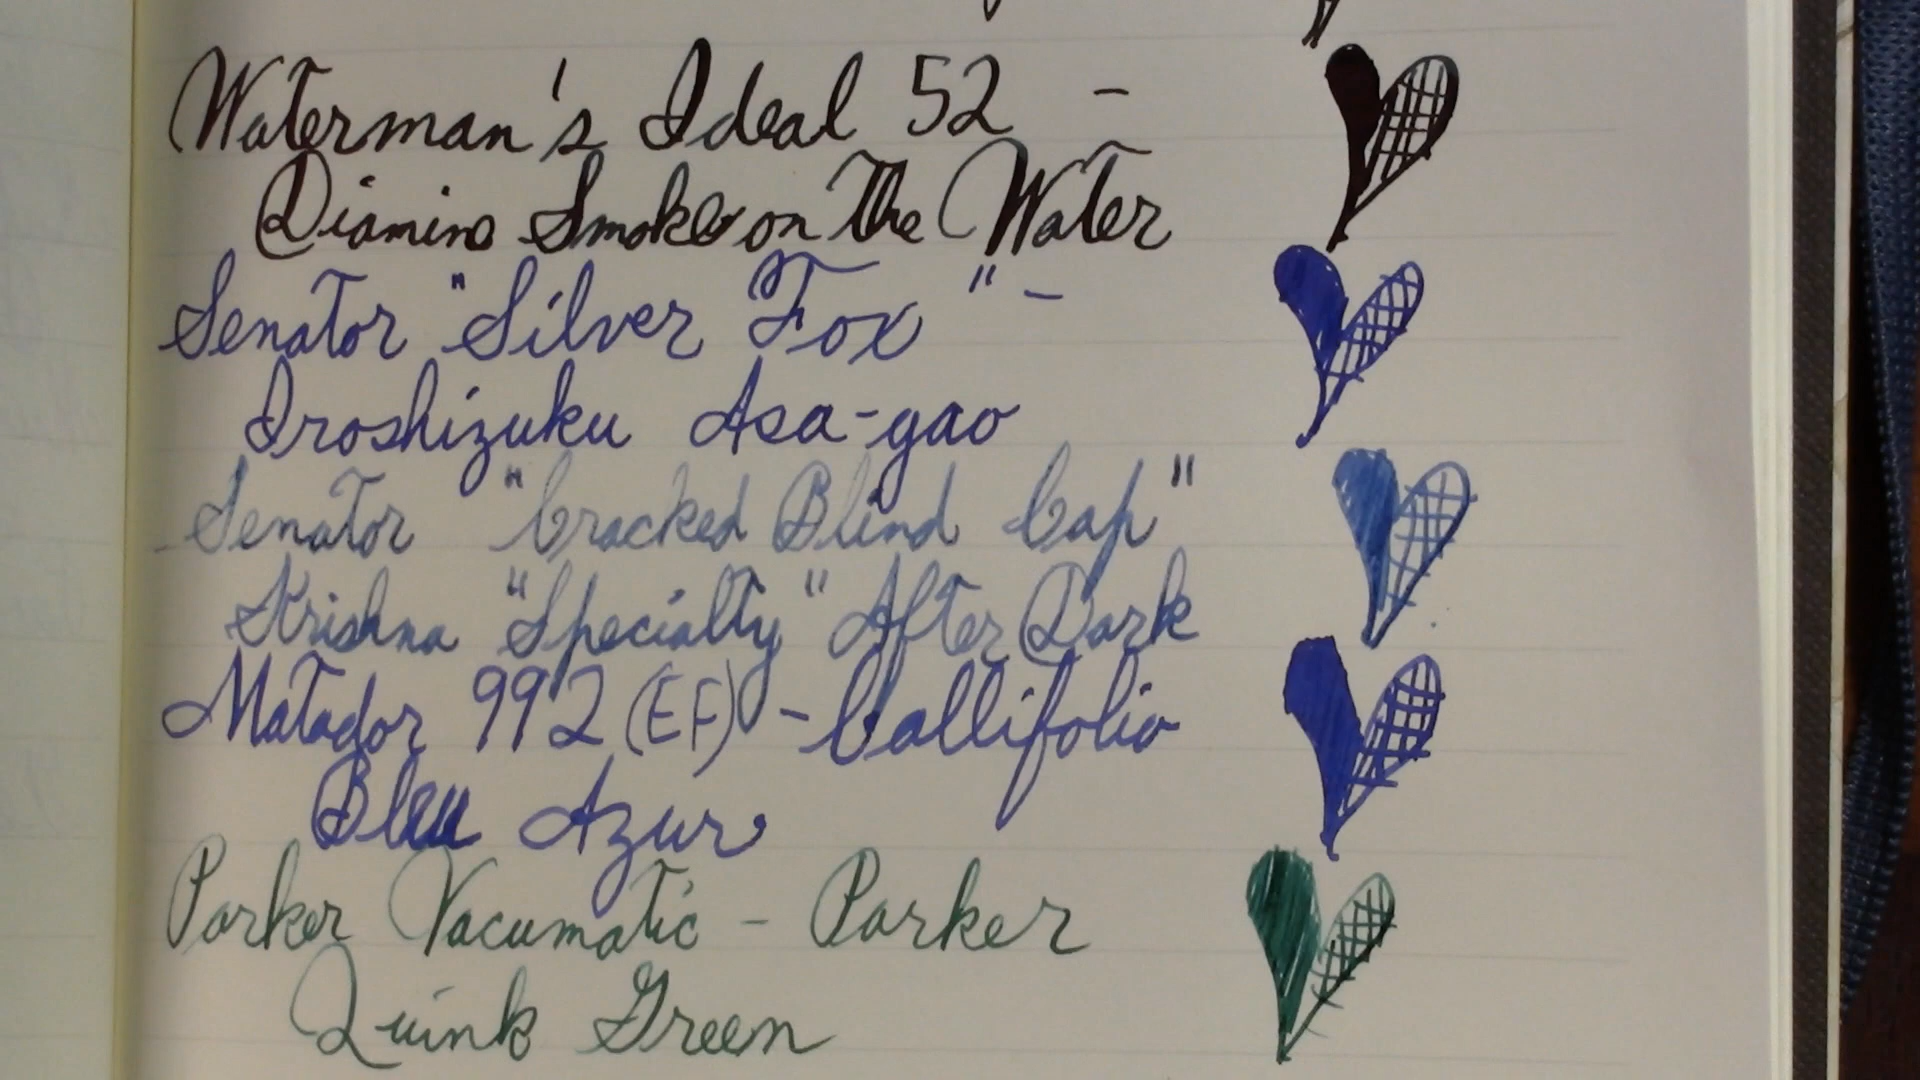 Waterman's Ideal 52 -
Diamine Smoke on the Water
Senator "Silver Fox" -
Iroshizuku Asa-gao
Senator "Cracked Blind Cap"
Krishna "Specialty" After Dark
Matador 992 (EF) - Callifolio
Bleu Azur
Parker Vacumatic - Parker
Quink Green